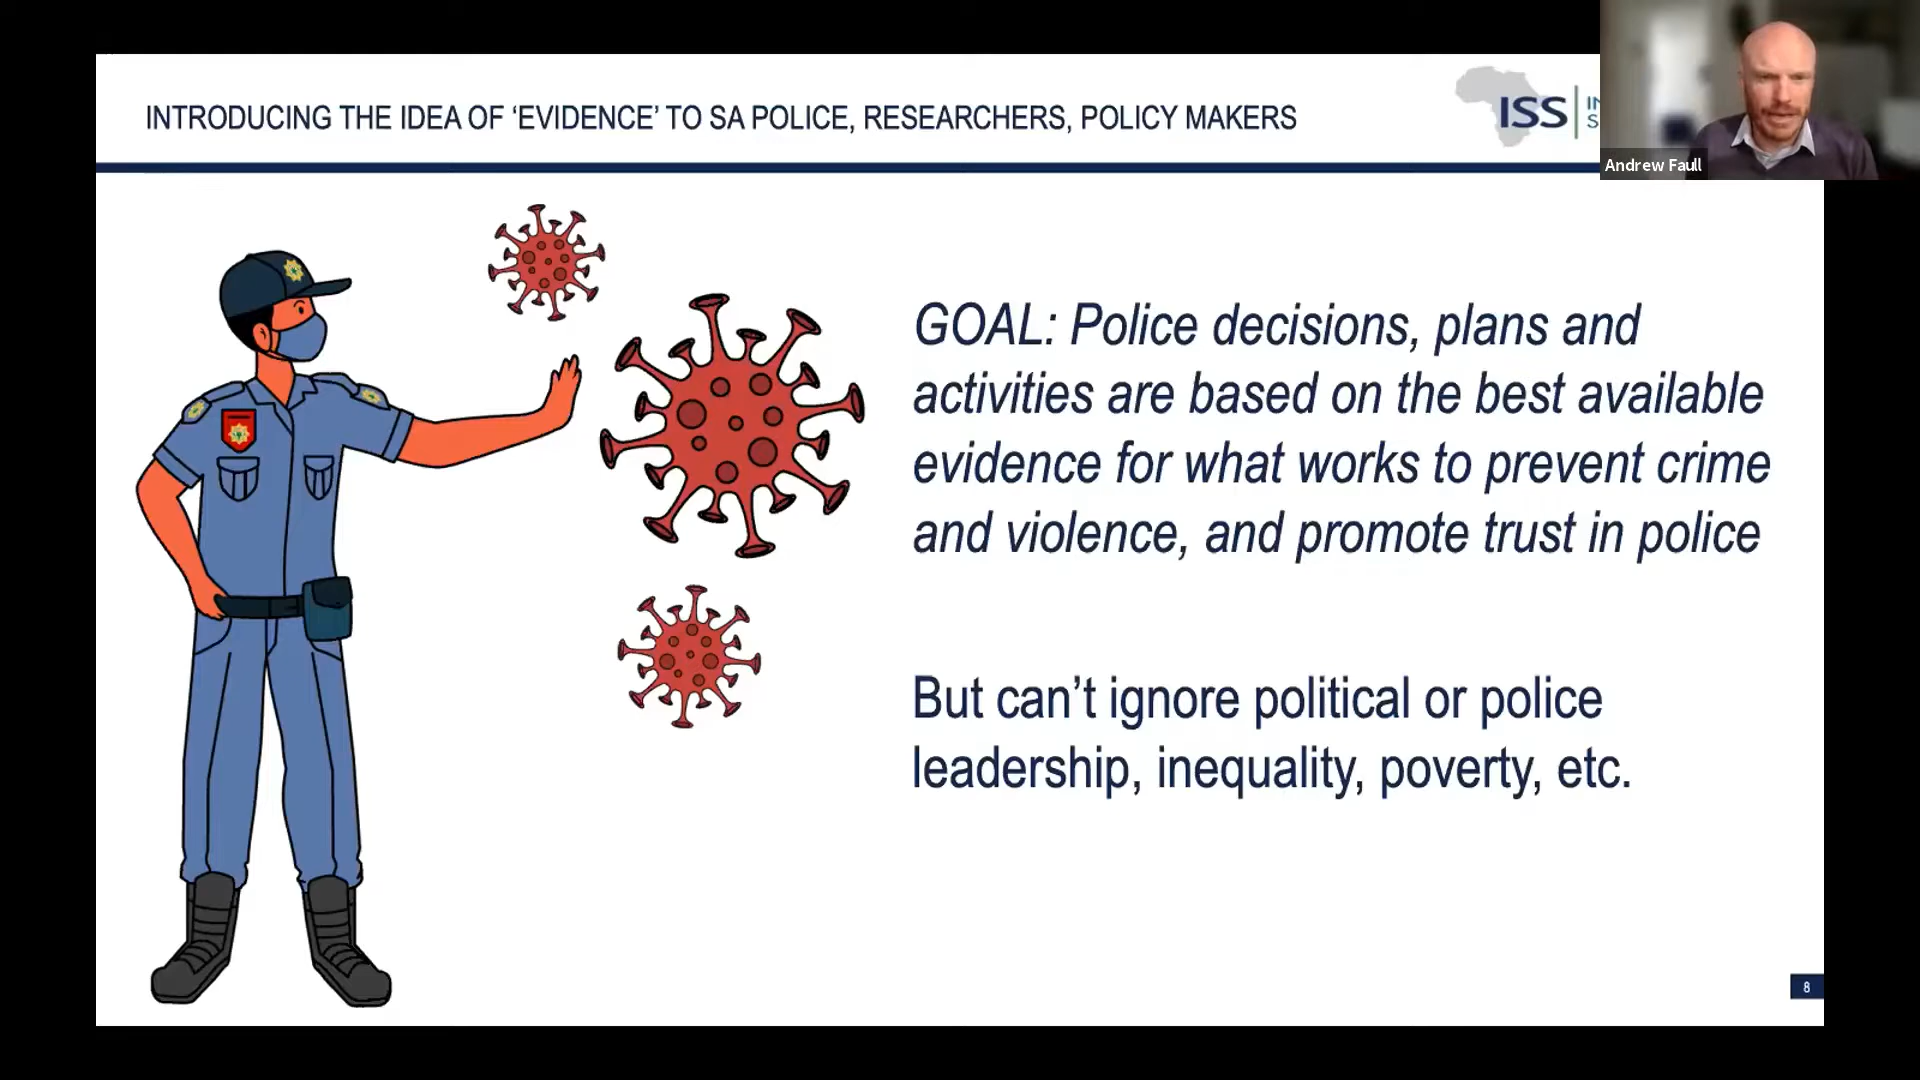 INTRODUCING THE IDEA OF ‘EVIDENCE’ TO SA POLICE, RESEARCHERS, POLICY MAKERS
ISS
Andrew Faull
GOAL: Police decisions, plans and
activities are based on the best available
evidence for what works to prevent crime
and violence, and promote trust in police
But can’t ignore political or police
leadership, inequality, poverty, etc.
8